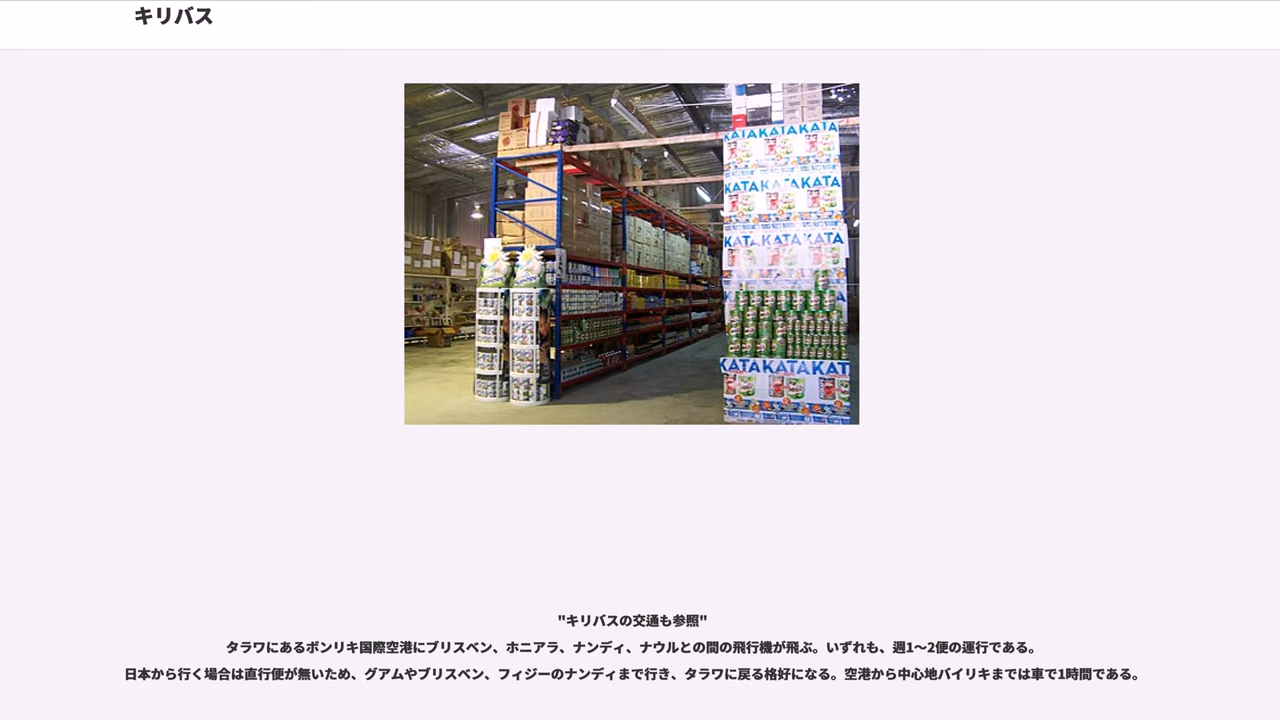 キリバス
KATAKATAKATA
KATAKATAKATA
KATAKATAKATA
KATAKATAKAT
"キリバスの交通も参照"
タラワにあるボンリキ国際空港にブリスベン、ホニアラ、ナンディ、ナウルとの間の飛行機が飛ぶ。いずれも、週1〜2便の運行である。
日本から行く場合は直行便が無いため、グアムやブリスベン、フィジーのナンディまで行き、タラワに戻る格好になる。空港から中心地バイリキまでは車で1時間である。